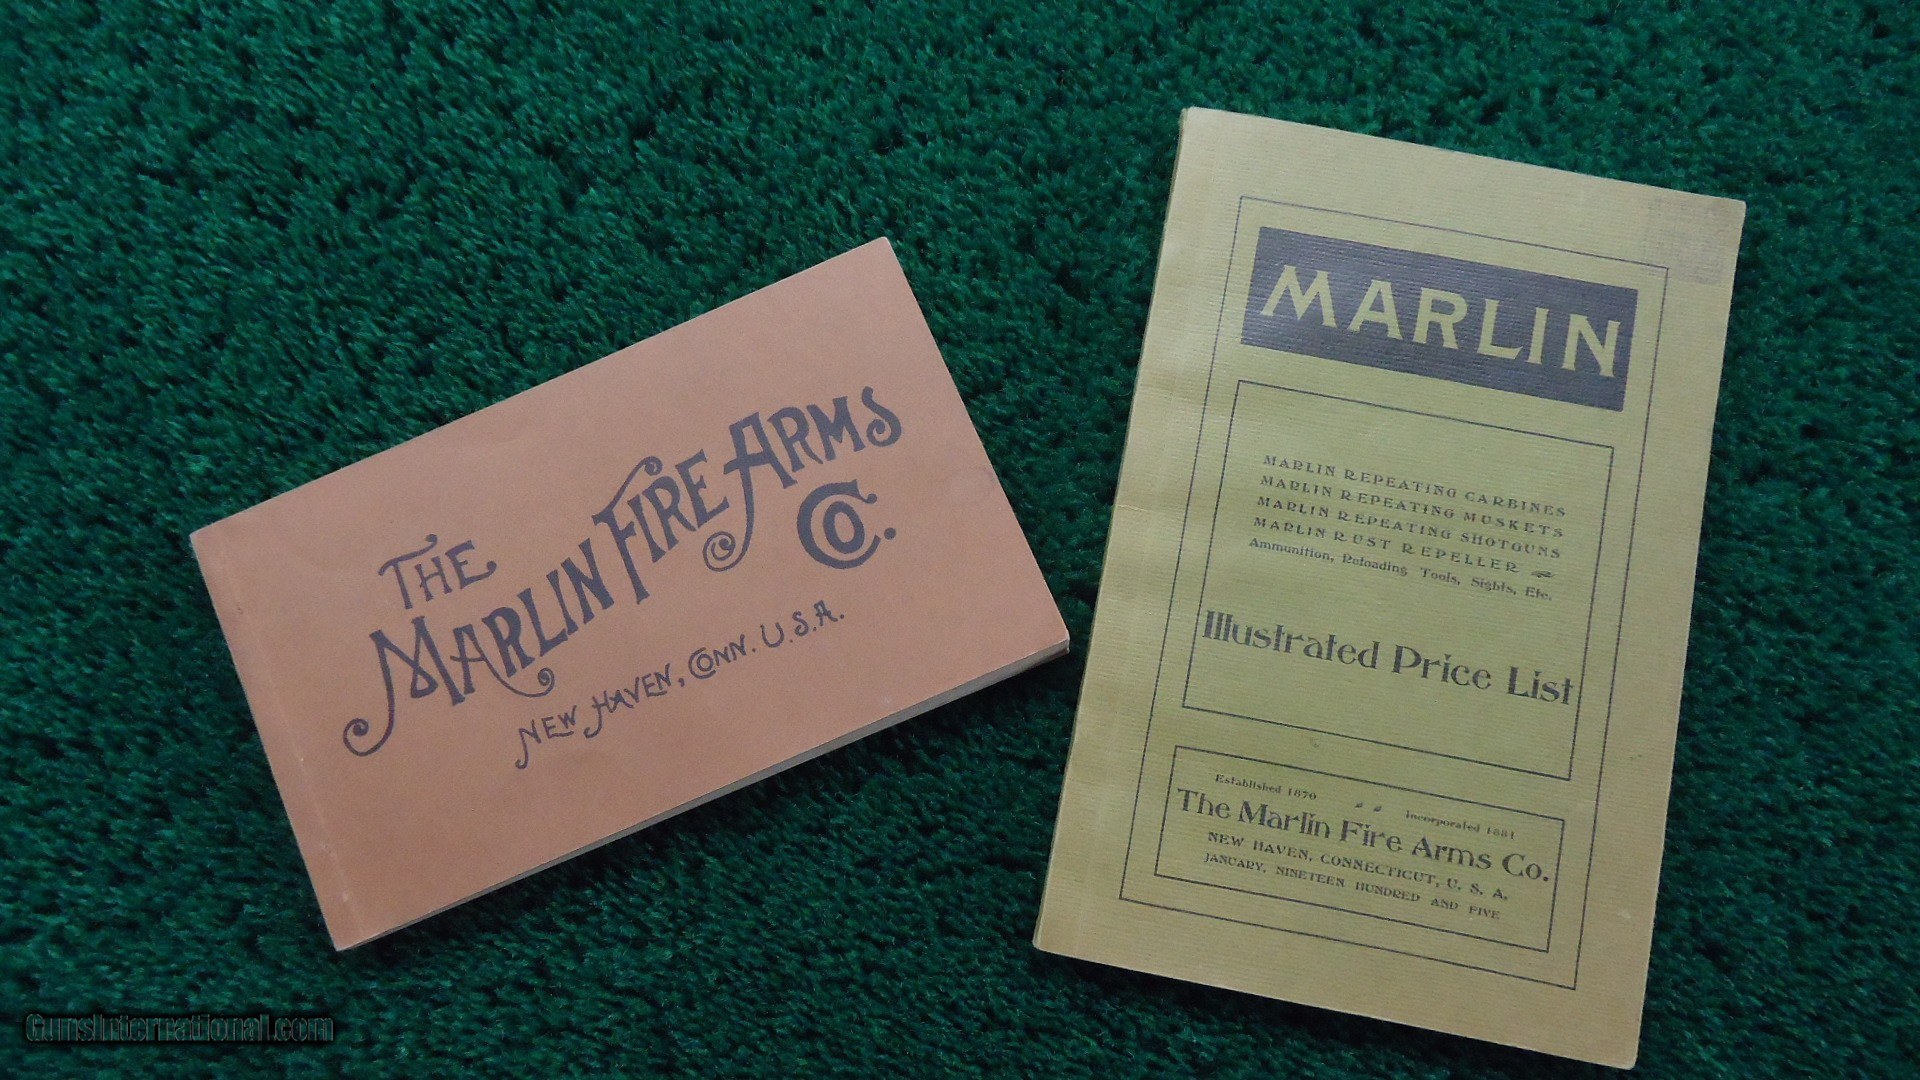 THE
MARLIN FIRE ARMS
CO.
NEW HAVEN, CONN. U.S.A.
MARLIN
MARLIN REPEATING CARBINES
MARLIN REPEATING MUSKETS
MARLIN REPEATING SHOTGUNS
MARLIN RUST REPELLER
Ammunition, Reloading Tools, Sights, Etc.
Illustrated Price List
Established 1870 Incorporated 1881
The Marlin Fire Arms Co.
NEW HAVEN, CONNECTICUT, U. S. A.
JANUARY, NINETEEN HUNDRED AND FIVE
GunsInternational.com